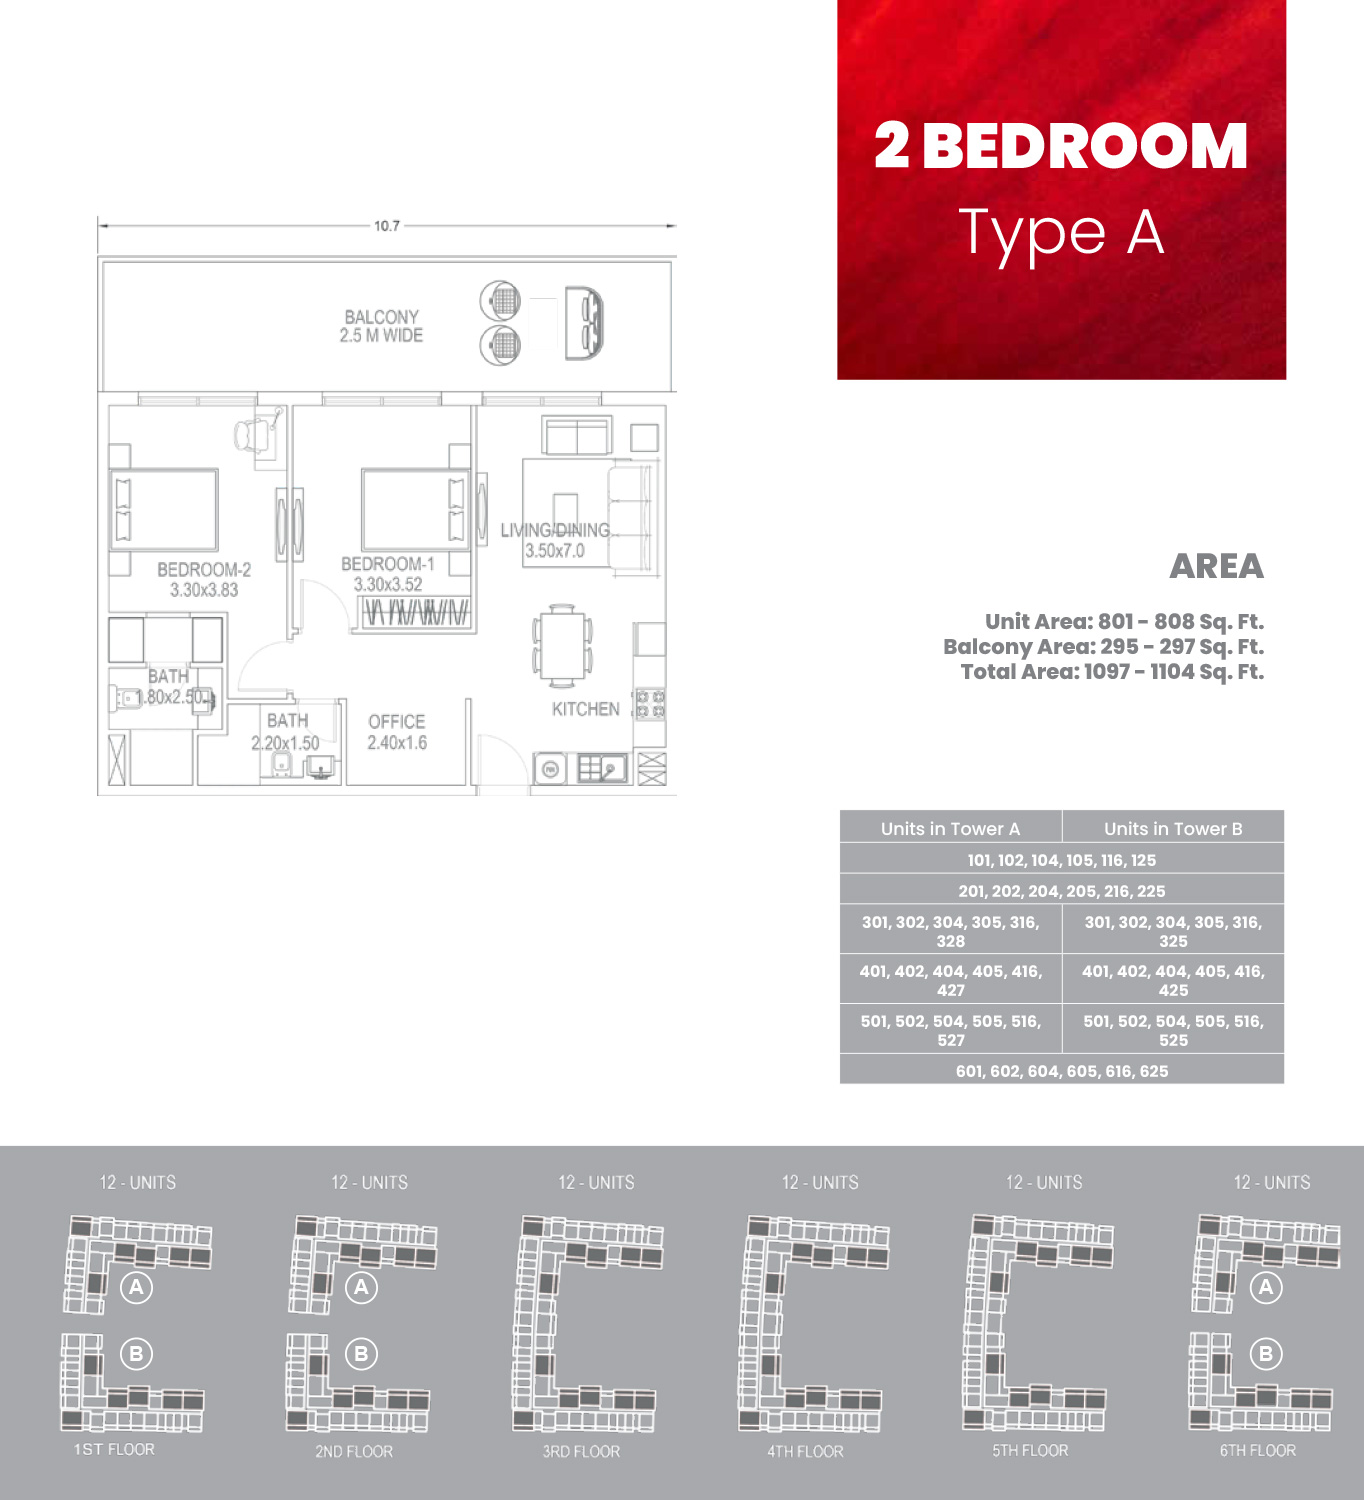 2 BEDROOM
Type A
10.7
BALCONY
2.5 M WIDE
LIVING/DINING
3.50x7.0
BEDROOM-1
3.30x3.52
BEDROOM-2
3.30x3.83
BATH
1.80x2.50
BATH
2.20x1.50
OFFICE
2.40x1.6
KITCHEN
AREA
Unit Area: 801 - 808 Sq. Ft.
Balcony Area: 295 - 297 Sq. Ft.
Total Area: 1097 - 1104 Sq. Ft.
Units in Tower A
Units in Tower B
101, 102, 104, 105, 116, 125
201, 202, 204, 205, 216, 225
301, 302, 304, 305, 316,
328
301, 302, 304, 305, 316,
325
401, 402, 404, 405, 416,
427
401, 402, 404, 405, 416,
425
501, 502, 504, 505, 516,
527
501, 502, 504, 505, 516,
525
601, 602, 604, 605, 616, 625
12 - UNITS
12 - UNITS
12 - UNITS
12 - UNITS
12 - UNITS
12 - UNITS
A
A
A
B
B
B
1ST FLOOR
2ND FLOOR
3RD FLOOR
4TH FLOOR
5TH FLOOR
6TH FLOOR